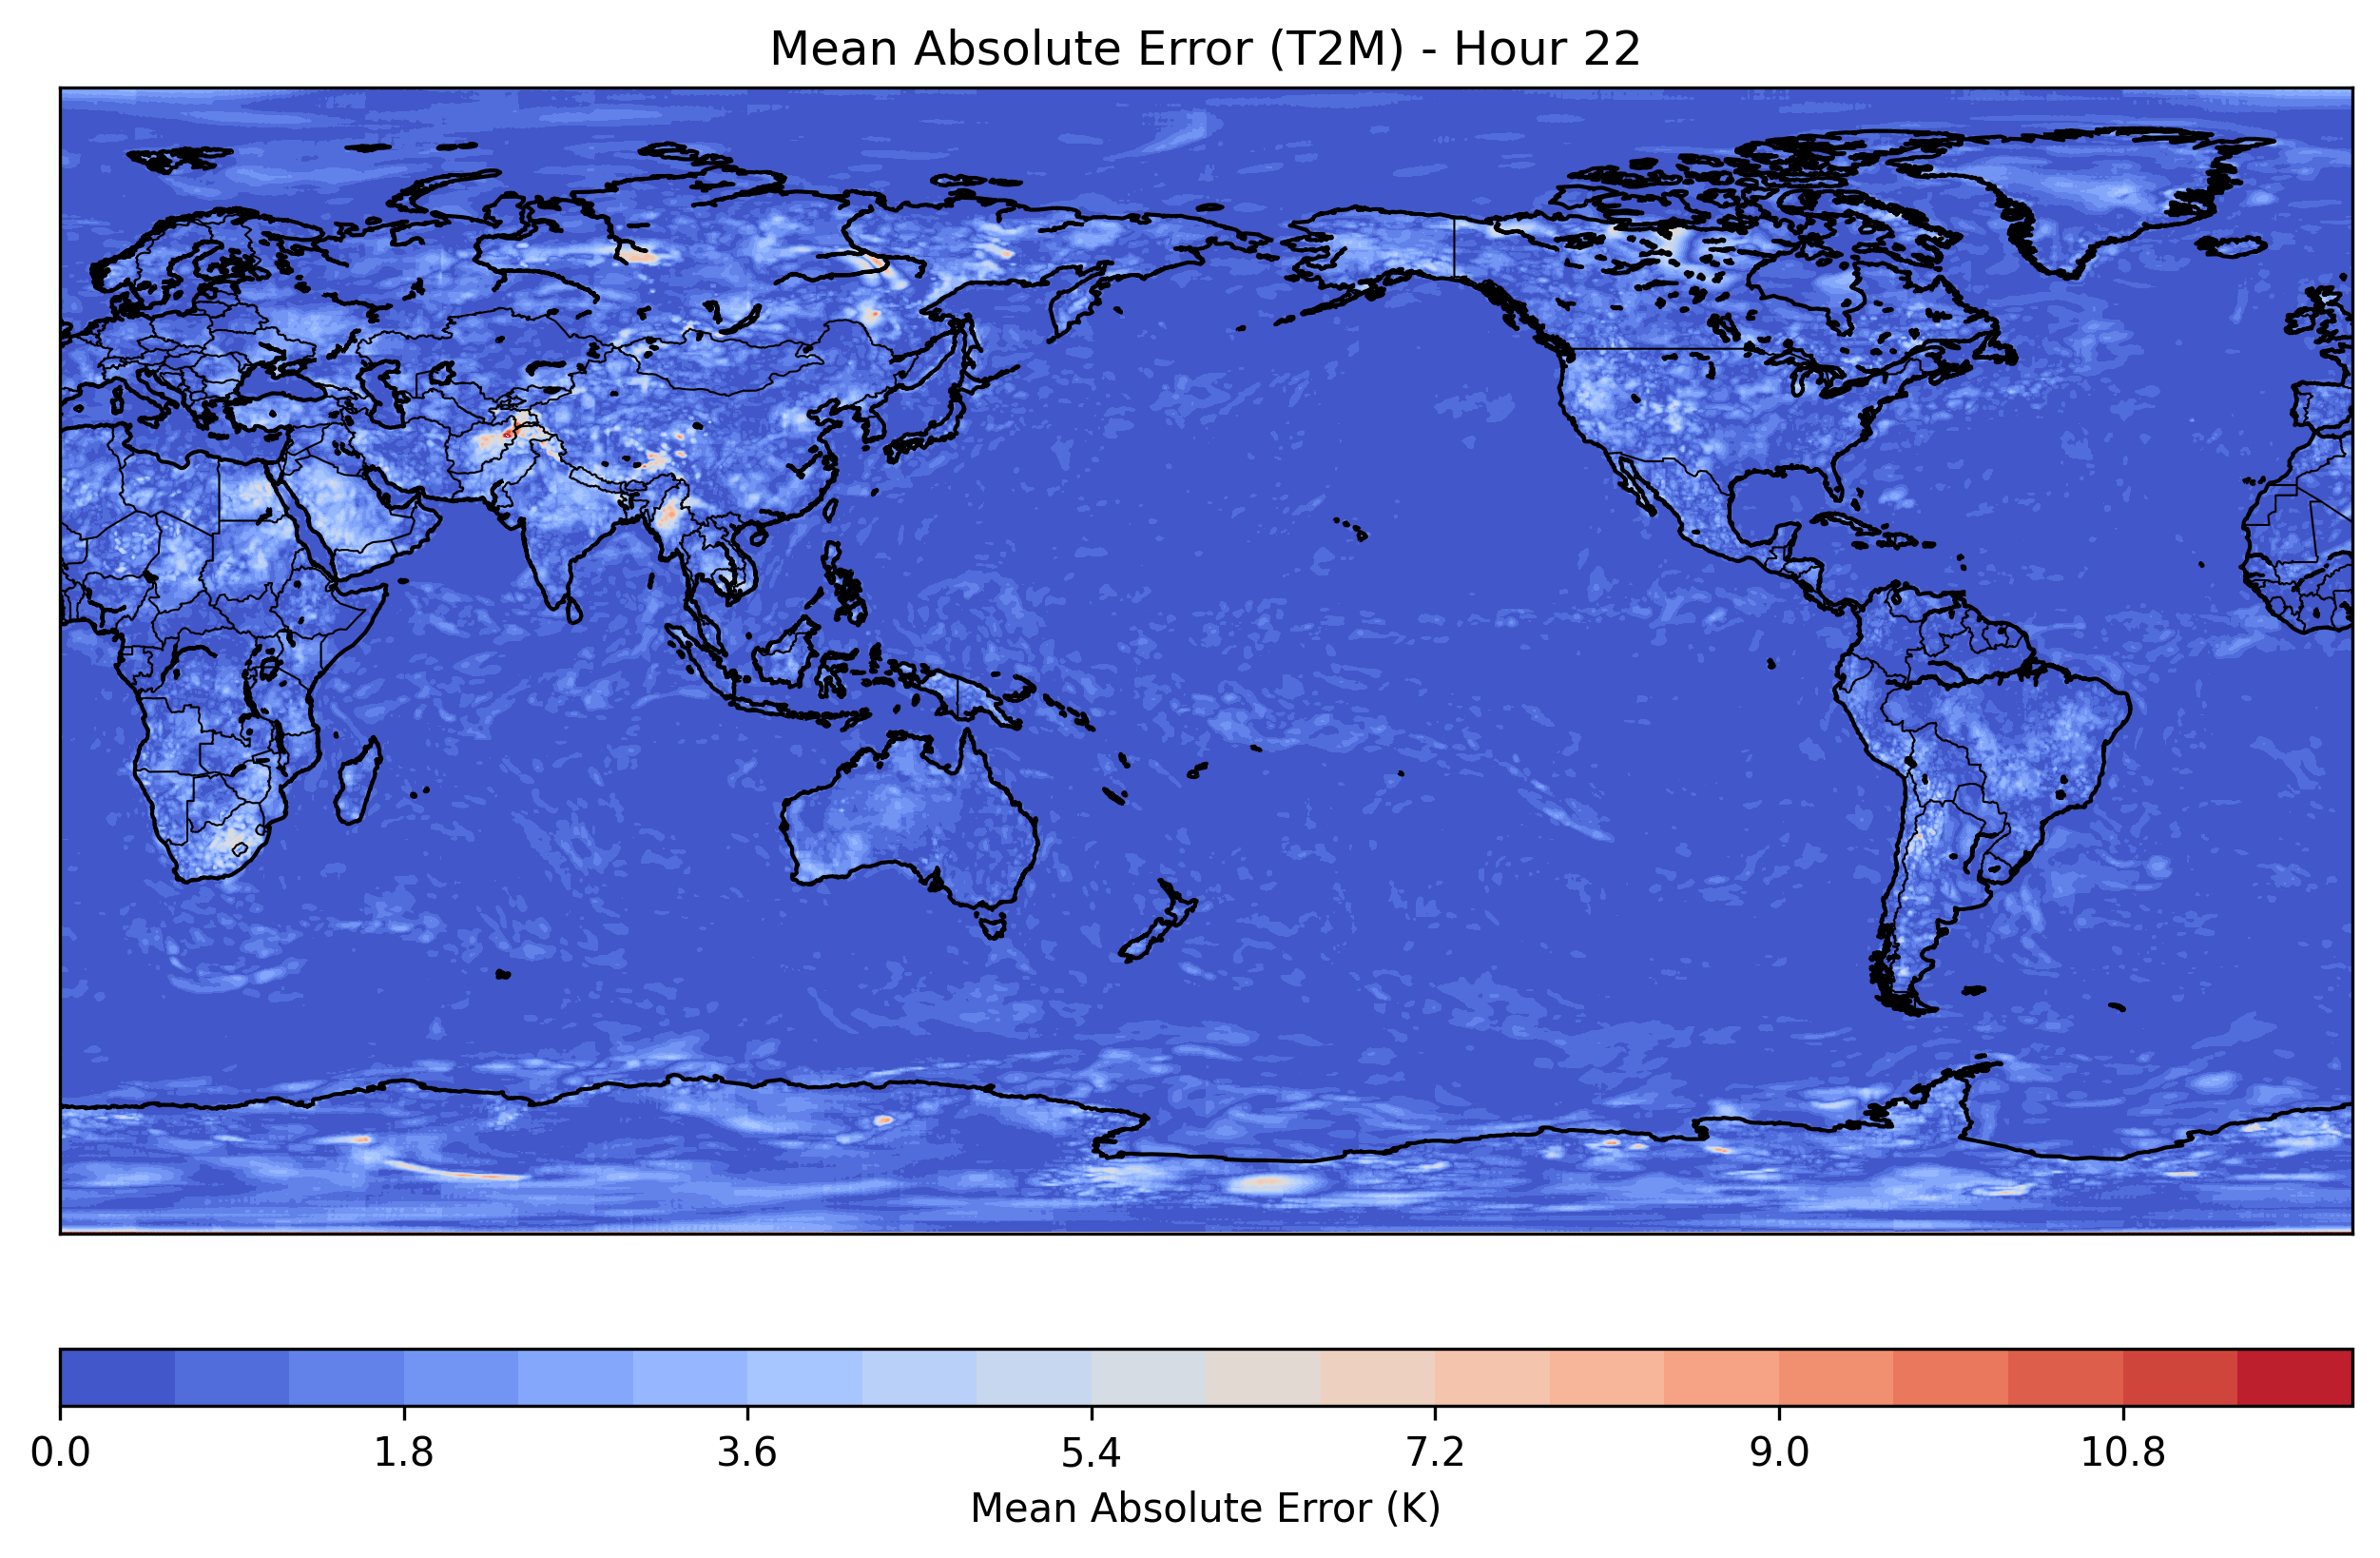 Mean Absolute Error (T2M) - Hour 22
0.0 1.8 3.6 5.4 7.2 9.0 10.8
Mean Absolute Error (K)